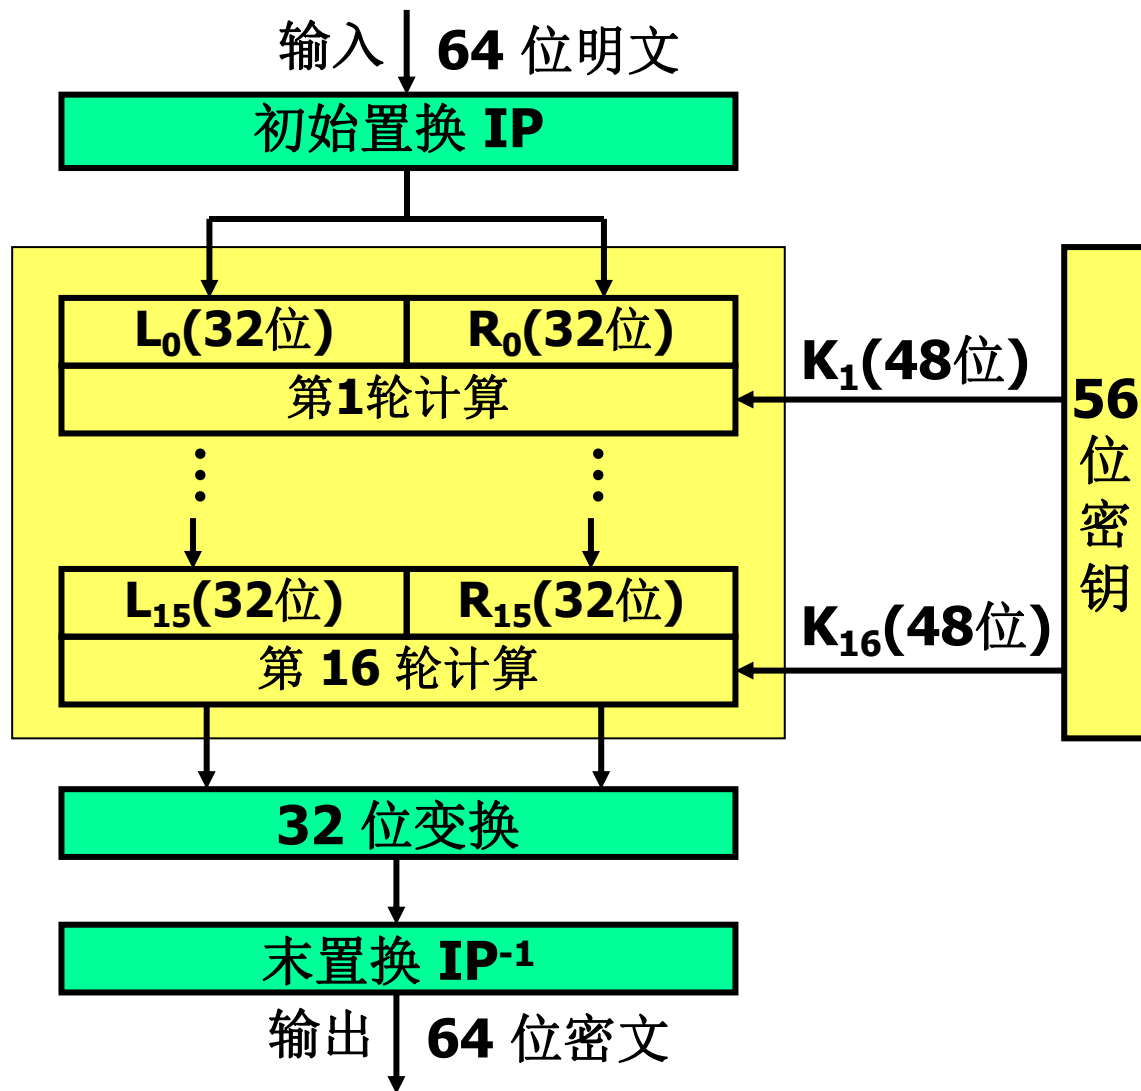 输入 64 位明文
初始置换 IP
L₀(32位) R₀(32位)
K₁(48位)
第1轮计算
56位密钥
L₁₅(32位) R₁₅(32位)
K₁₆(48位)
第 16 轮计算
32 位变换
末置换 IP⁻¹
输出 64 位密文